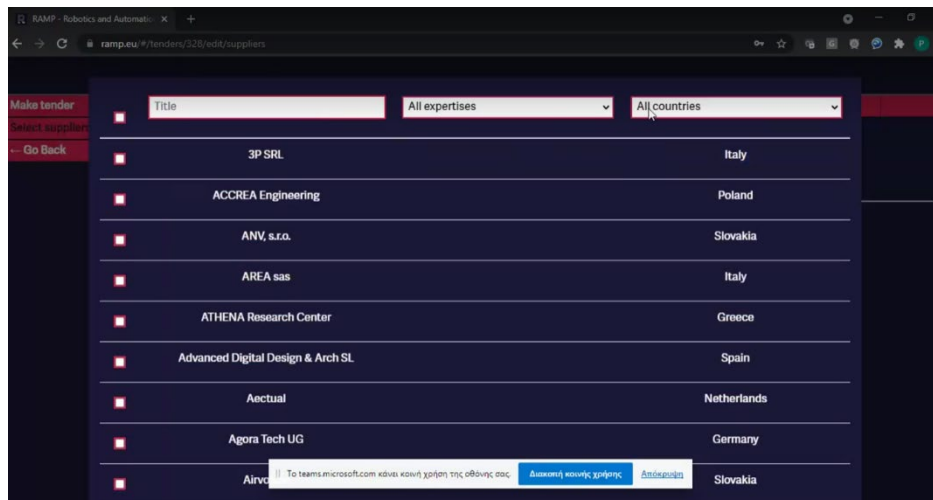 RAMP - Robotics and Automatio
ramp.eu/#/tenders/328/edit/suppliers
Make tender
Select suppliers
← Go Back
Title
All expertises
All countries
3P SRL Italy
ACCREA Engineering Poland
ANV, s.r.o. Slovakia
AREA sas Italy
ATHENA Research Center Greece
Advanced Digital Design & Arch SL Spain
Aectual Netherlands
Agora Tech UG Germany
Airvo Slovakia
Το teams.microsoft.com κάνει κοινή χρήση της οθόνης σας. Διακοπή κοινής χρήσης Απόκρυψη